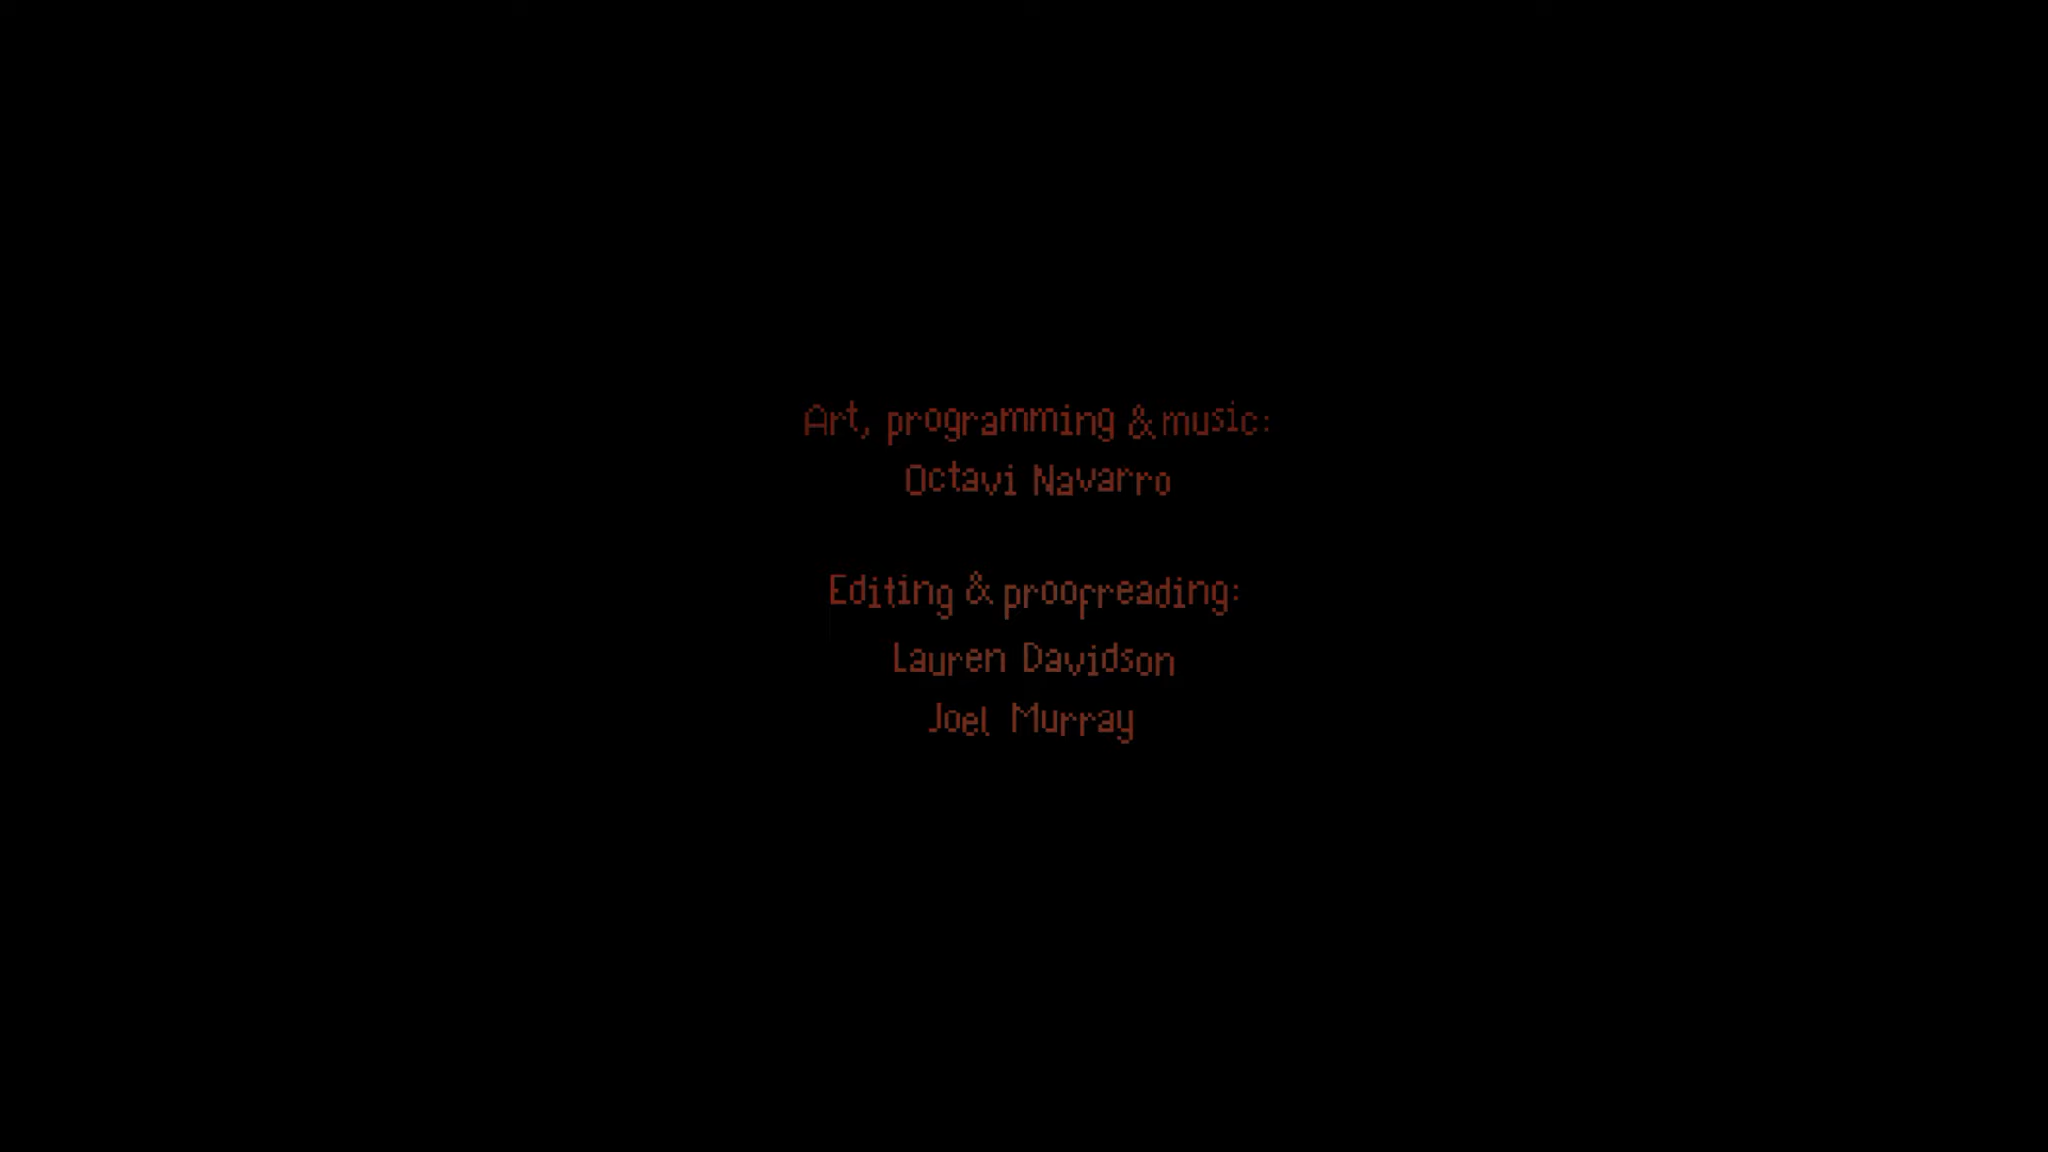 Art, programming & music:
Octavi Navarro
Editing & proofreading:
Lauren Davidson
Joel Murray